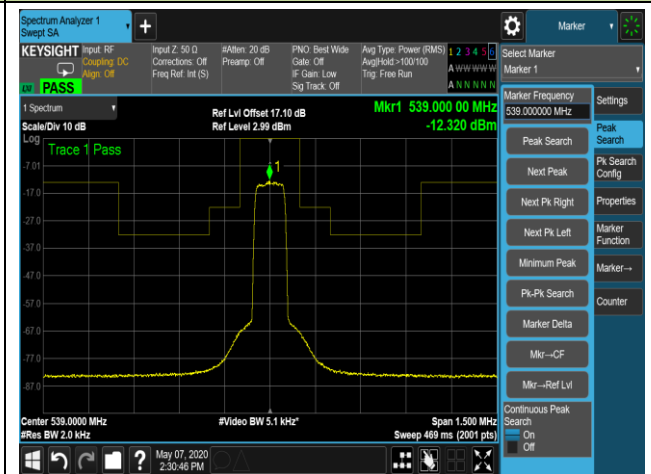 Spectrum Analyzer 1
Swept SA
+
Marker
KEYSIGHT
Input: RF
Coupling: DC
Align: Off
Input Z: 50 Ω
Corrections: Off
Freq Ref: Int (S)
#Atten: 20 dB
Preamp: Off
PNO: Best Wide
Gate: Off
IF Gain: Low
Sig Track: Off
Avg Type: Power (RMS)
Avg|Hold:>100/100
Trig: Free Run
1 2 3 4 5 6
A W W W W W
A N N N N N
LXI
PASS
Select Marker
Marker 1
1 Spectrum
Scale/Div 10 dB
Ref Lvl Offset 17.10 dB
Ref Level 2.99 dBm
Mkr1 539.000 00 MHz
-12.320 dBm
Log
Trace 1 Pass
1
-7.01
-17.0
-27.0
-37.0
-47.0
-57.0
-67.0
-77.0
-87.0
Center 539.0000 MHz
#Res BW 2.0 kHz
#Video BW 5.1 kHz*
Span 1.500 MHz
Sweep 469 ms (2001 pts)
Marker Frequency
539.000000 MHz
Peak Search
Next Peak
Next Pk Right
Next Pk Left
Minimum Peak
Pk-Pk Search
Marker Delta
Mkr→CF
Mkr→Ref Lvl
Continuous Peak
Search
On
Off
Settings
Peak
Search
Pk Search
Config
Properties
Marker
Function
Marker→
Counter
?
May 07, 2020
2:30:46 PM